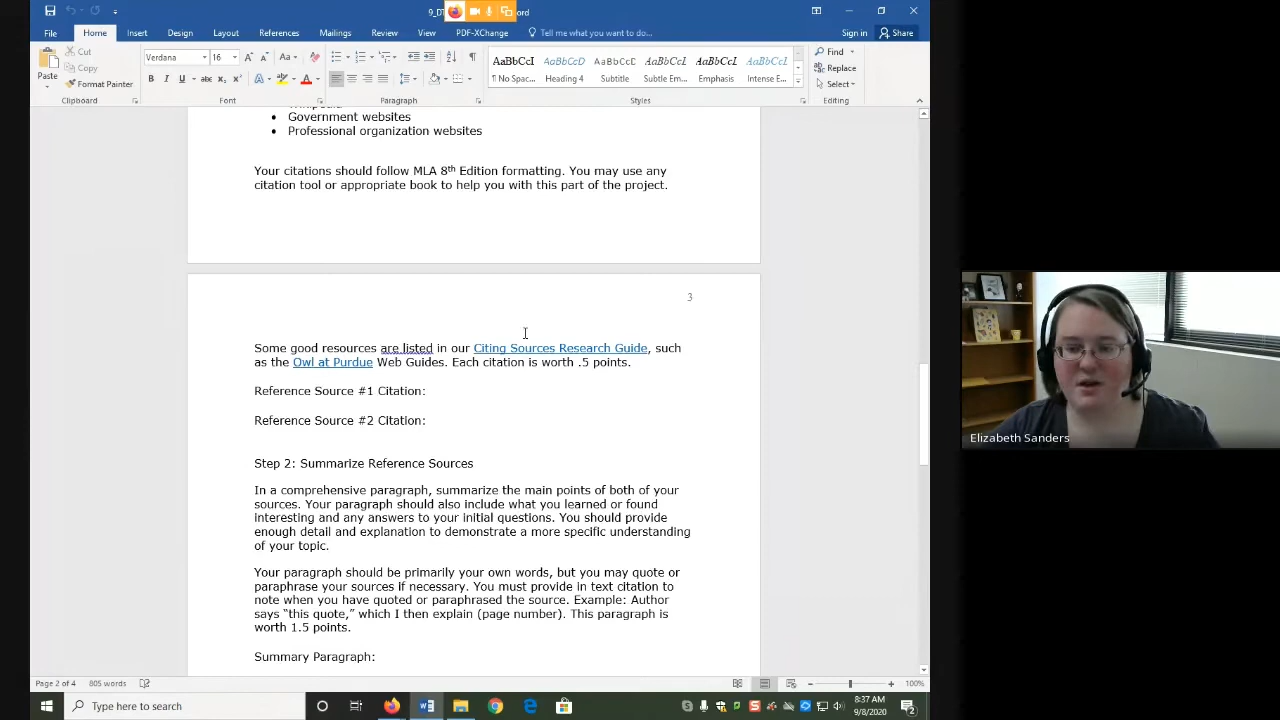 9_D
ord
File
Home
Insert
Design
Layout
References
Mailings
Review
View
PDF-XChange
Tell me what you want to do...
Sign in
Share
Paste
Cut
Copy
Format Painter
Clipboard
Verdana
16
Font
Paragraph
AaBbCcI
AaBbCcD
AaBbCcD
AaBbCcI
AaBbCcI
AaBbCcI
¶ No Spac...
Heading 4
Subtitle
Subtle Em...
Emphasis
Intense E...
Styles
Find
Replace
Select
Editing
• Government websites
• Professional organization websites
Your citations should follow MLA 8th Edition formatting. You may use any
citation tool or appropriate book to help you with this part of the project.
3
Some good resources are listed in our Citing Sources Research Guide, such
as the Owl at Purdue Web Guides. Each citation is worth .5 points.
Reference Source #1 Citation:
Reference Source #2 Citation:
Step 2: Summarize Reference Sources
In a comprehensive paragraph, summarize the main points of both of your
sources. Your paragraph should also include what you learned or found
interesting and any answers to your initial questions. You should provide
enough detail and explanation to demonstrate a more specific understanding
of your topic.
Your paragraph should be primarily your own words, but you may quote or
paraphrase your sources if necessary. You must provide in text citation to
note when you have quoted or paraphrased the source. Example: Author
says “this quote,” which I then explain (page number). This paragraph is
worth 1.5 points.
Summary Paragraph:
Page 2 of 4
805 words
100%
Type here to search
8:37 AM
9/8/2020
2
Elizabeth Sanders